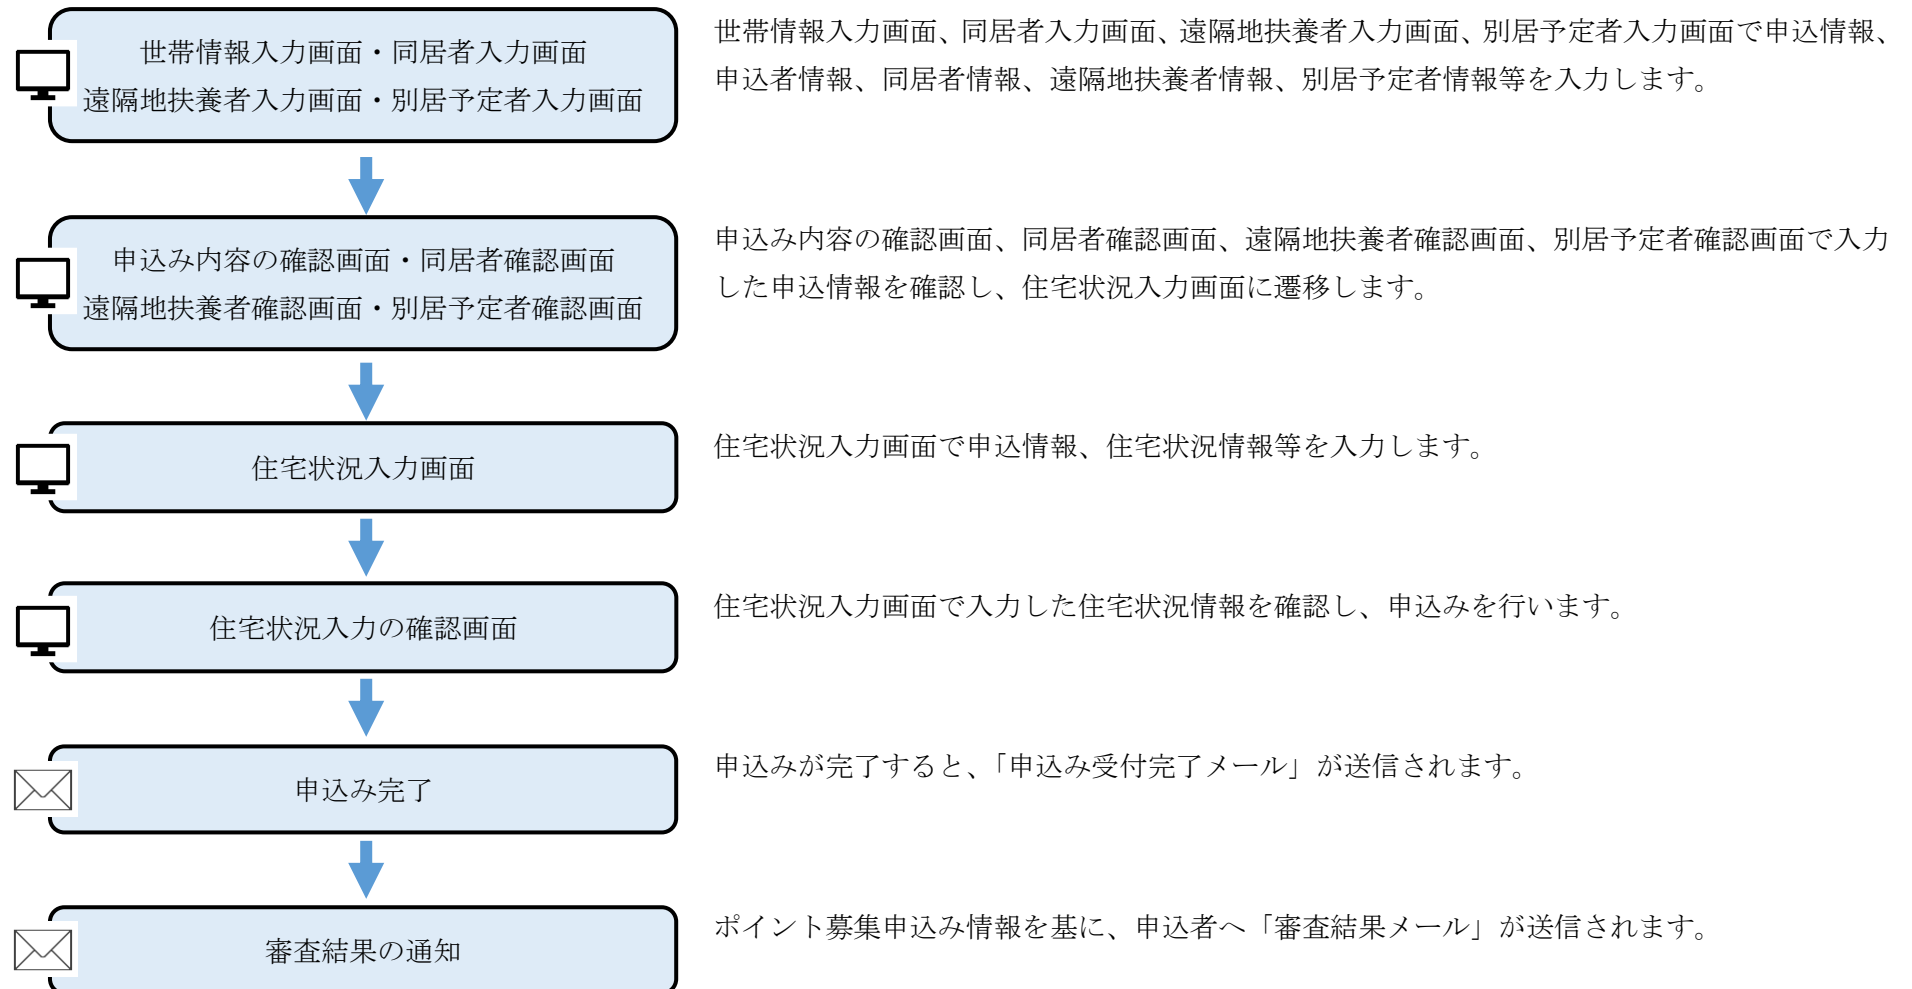 世帯情報入力画面・同居者入力画面
遠隔地扶養者入力画面・別居予定者入力画面
世帯情報入力画面、同居者入力画面、遠隔地扶養者入力画面、別居予定者入力画面で申込情報、
申込者情報、同居者情報、遠隔地扶養者情報、別居予定者情報等を入力します。
申込み内容の確認画面・同居者確認画面
遠隔地扶養者確認画面・別居予定者確認画面
申込み内容の確認画面、同居者確認画面、遠隔地扶養者確認画面、別居予定者確認画面で入力
した申込情報を確認し、住宅状況入力画面に遷移します。
住宅状況入力画面
住宅状況入力画面で申込情報、住宅状況情報等を入力します。
住宅状況入力の確認画面
住宅状況入力画面で入力した住宅状況情報を確認し、申込みを行います。
申込み完了
申込みが完了すると、「申込み受付完了メール」が送信されます。
審査結果の通知
ポイント募集申込み情報を基に、申込者へ「審査結果メール」が送信されます。